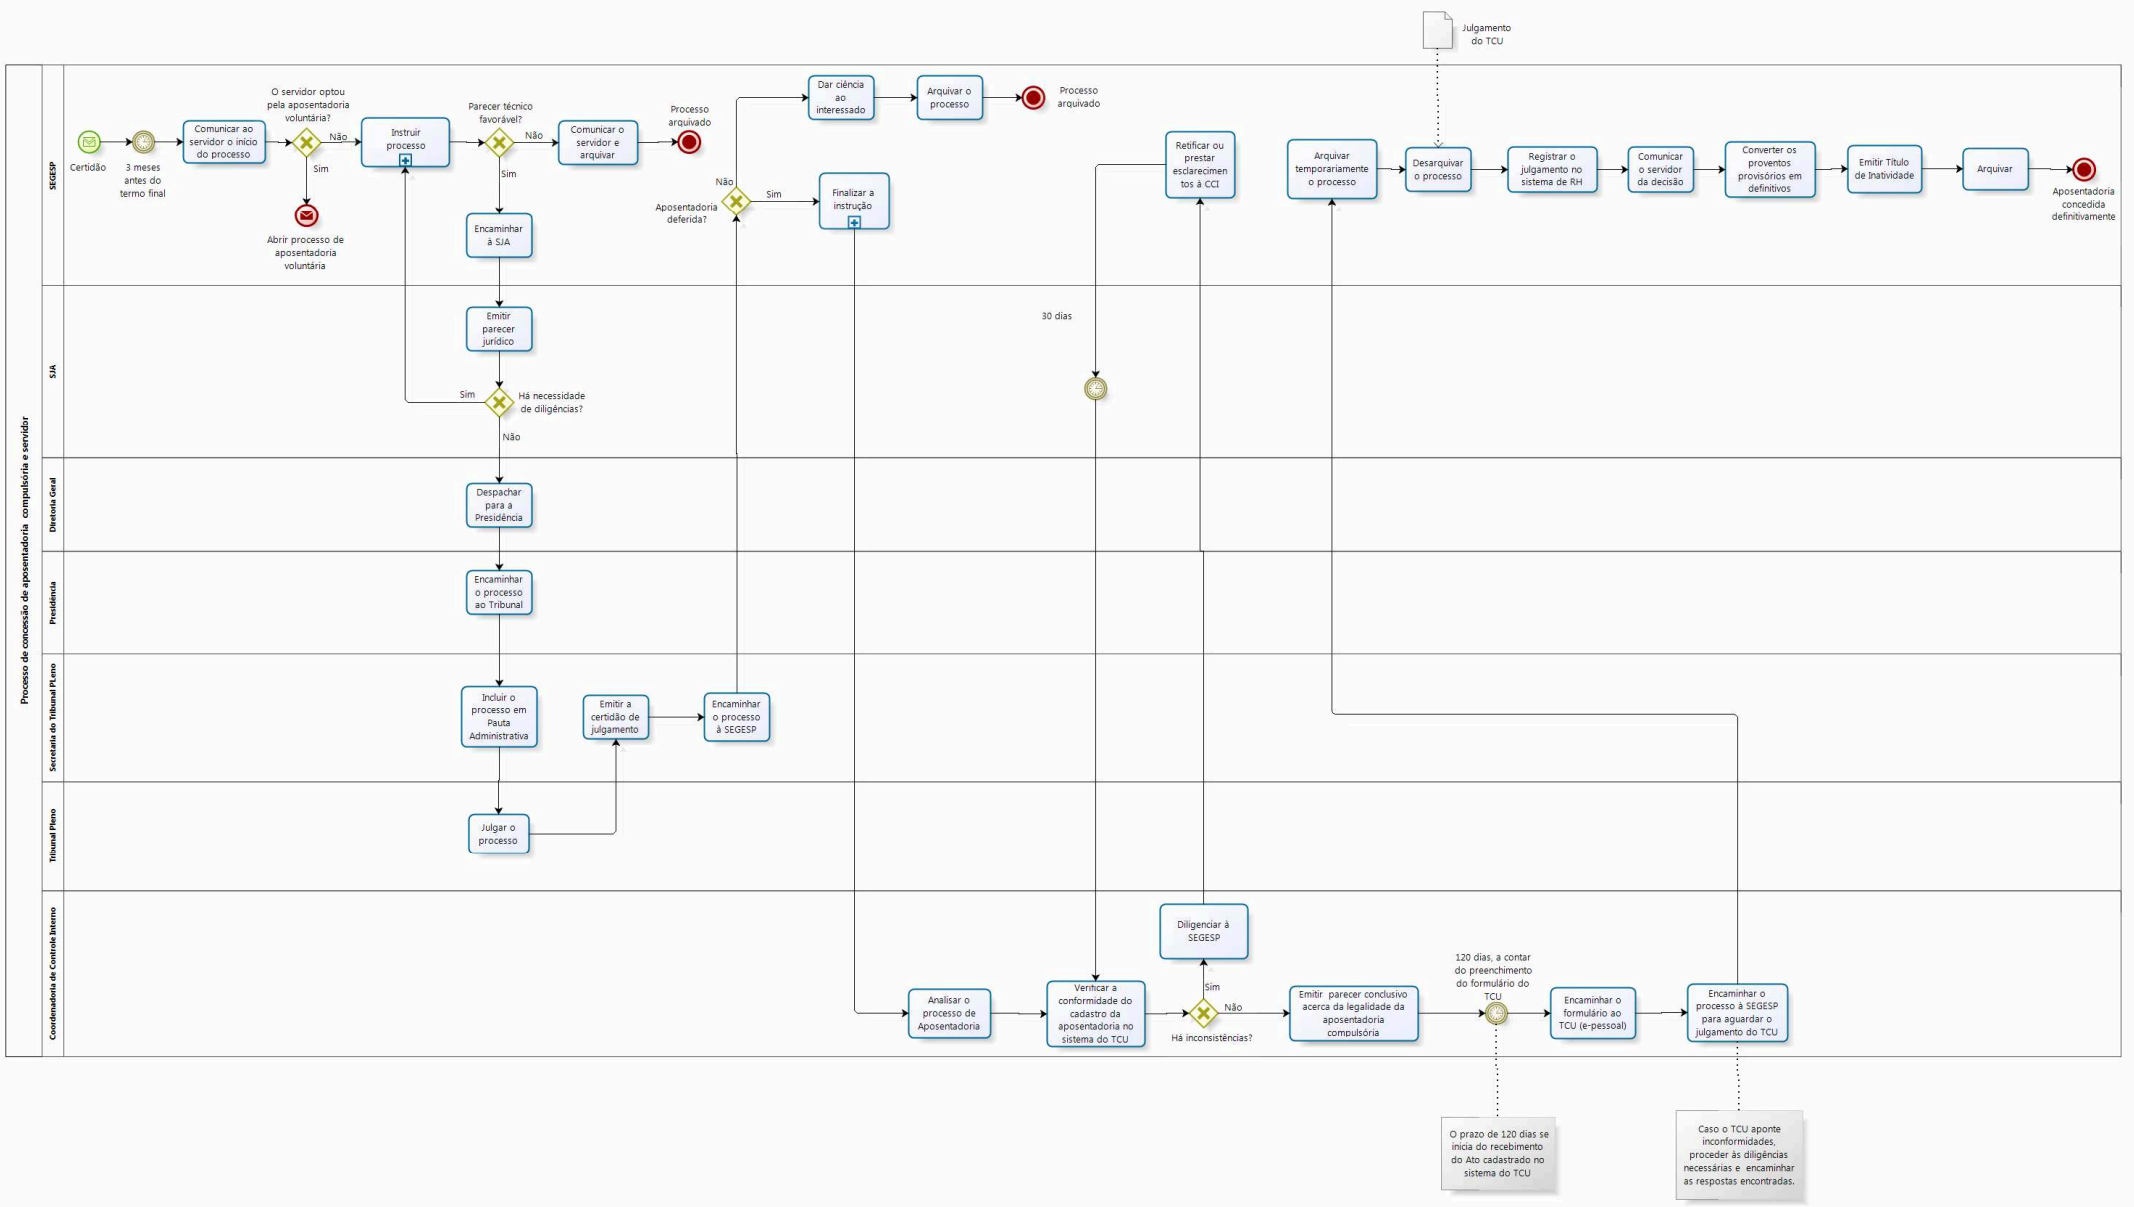 Julgamento
do TCU
Processo de concessão de aposentadoria  compulsória e servidor
SEGESP
Certidão
3 meses
antes do
termo final
Comunicar ao
servidor o início
do processo
O servidor optou
pela aposentadoria
voluntária?
Não
Sim
Abrir processo de
aposentadoria
voluntária
Instruir
processo
Parecer técnico
favorável?
Não
Sim
Comunicar o
servidor e
arquivar
Processo
arquivado
Encaminhar
à SJA
Aposentadoria
deferida?
Não
Sim
Dar ciência
ao
interessado
Arquivar o
processo
Processo
arquivado
Finalizar a
instrução
Retificar ou
prestar
esclarecimen
tos à CCI
Arquivar
temporariamente
o processo
Desarquivar
o processo
Registrar o
julgamento no
sistema de RH
Comunicar
o servidor
da decisão
Converter os
proventos
provisórios em
definitivos
Emitir Título
de Inatividade
Arquivar
Aposentadoria
concedida
definitivamente
SJA
Emitir
parecer
jurídico
Sim
Há necessidade
de diligências?
Não
30 dias
Diretoria Geral
Despachar
para a
Presidência
Presidência
Encaminhar
o processo
ao Tribunal
Secretaria do Tribunal PLeno
Incluir o
processo em
Pauta
Administrativa
Emitir a
certidão de
julgamento
Encaminhar
o processo
à SEGESP
Tribunal Pleno
Julgar o
processo
Coordenadoria de Controle Interno
Analisar o
processo de
Aposentadoria
Verificar a
conformidade do
cadastro da
aposentadoria no
sistema do TCU
Diligenciar à
SEGESP
Sim
Não
Há inconsistências?
Emitir  parecer conclusivo
acerca da legalidade da
aposentadoria
compulsória
120 dias, a contar
do preenchimento
do formulário do
TCU
Encaminhar o
formulário ao
TCU (e-pessoal)
Encaminhar o
processo à SEGESP
para aguardar o
julgamento do TCU
O prazo de 120 dias se
inicia do recebimento
do Ato cadastrado no
sistema do TCU
Caso o TCU aponte
inconformidades,
proceder às diligências
necessárias e  encaminhar
as respostas encontradas.